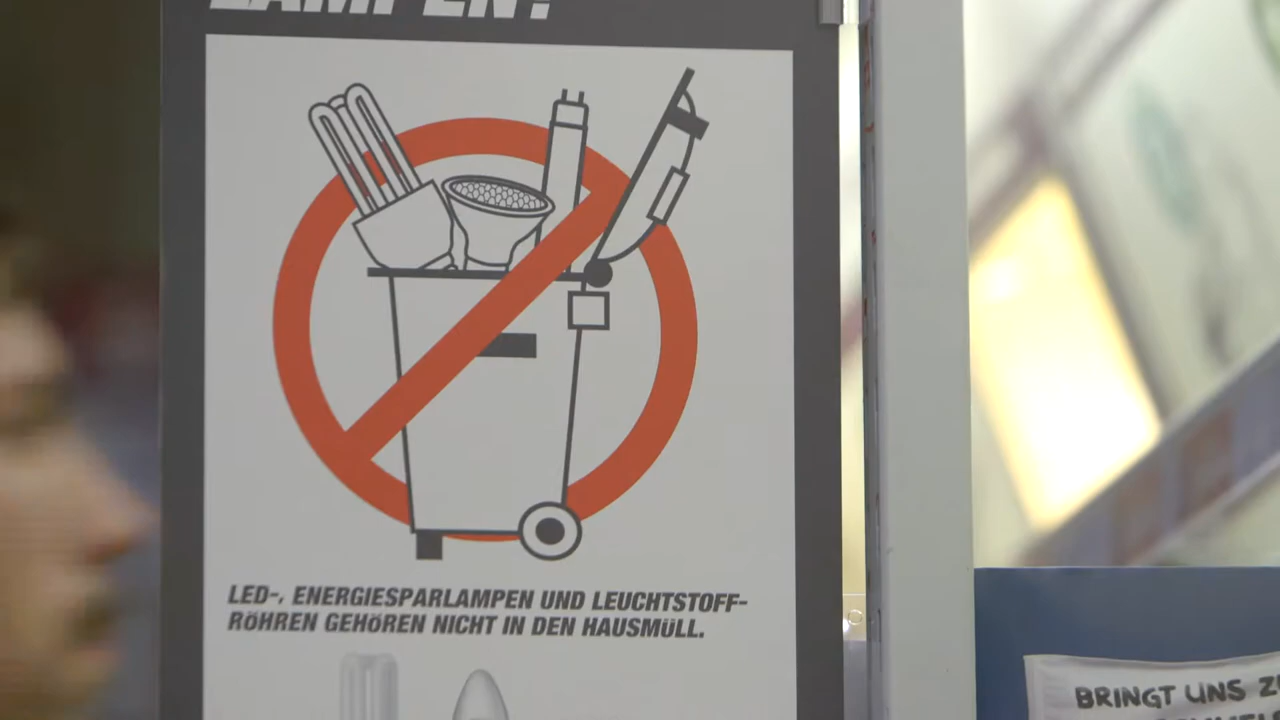 LAMPEN?
LED-, ENERGIESPARLAMPEN UND LEUCHTSTOFF-
RÖHREN GEHÖREN NICHT IN DEN HAUSMÜLL.
BRINGT UNS